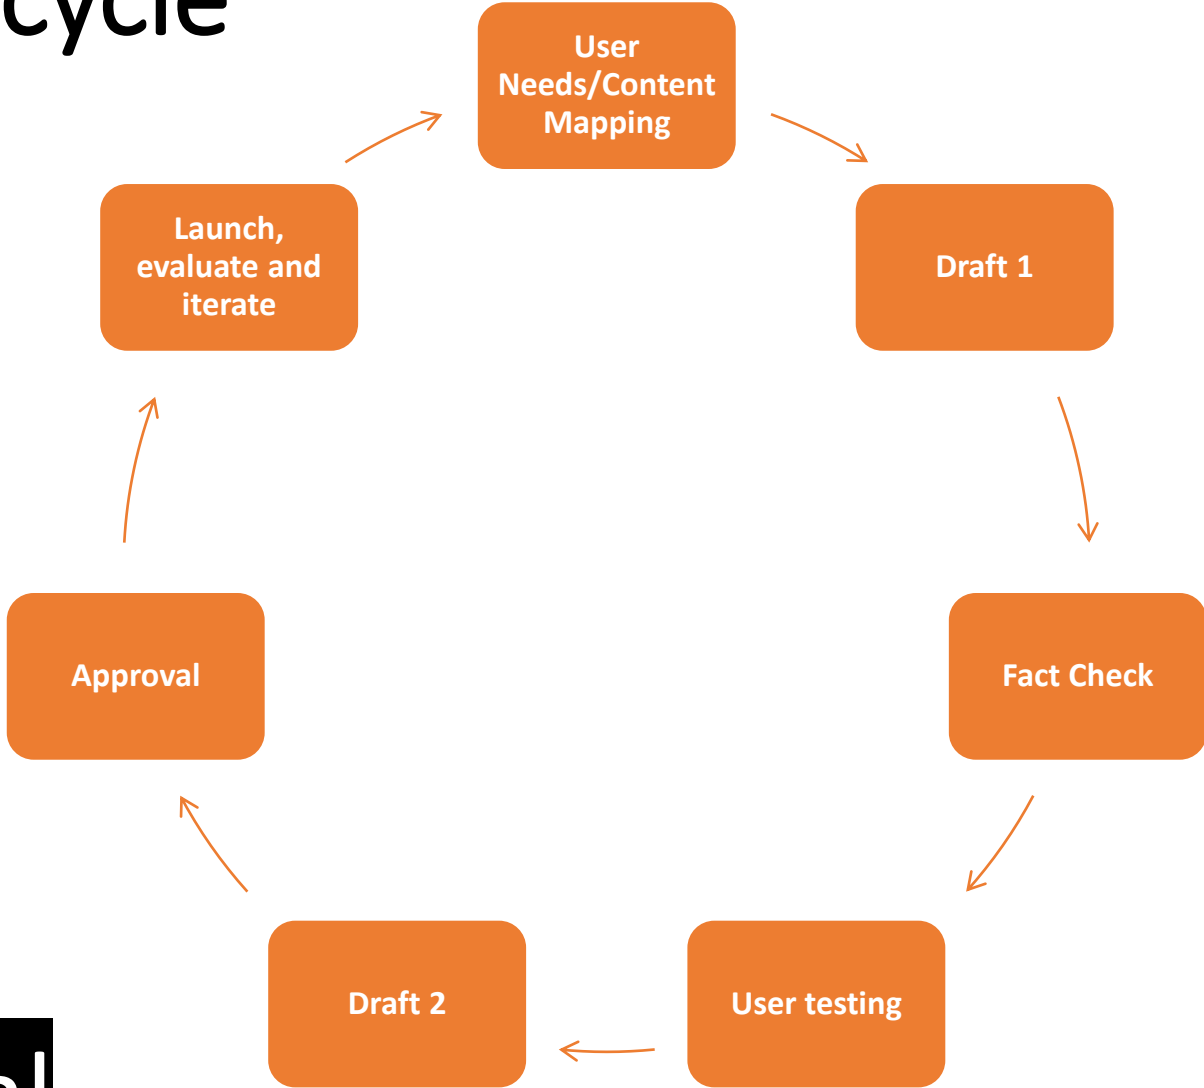 cycle
User
Needs/Content
Mapping
Launch,
evaluate and
iterate
Draft 1
Approval
Fact Check
Draft 2
User testing